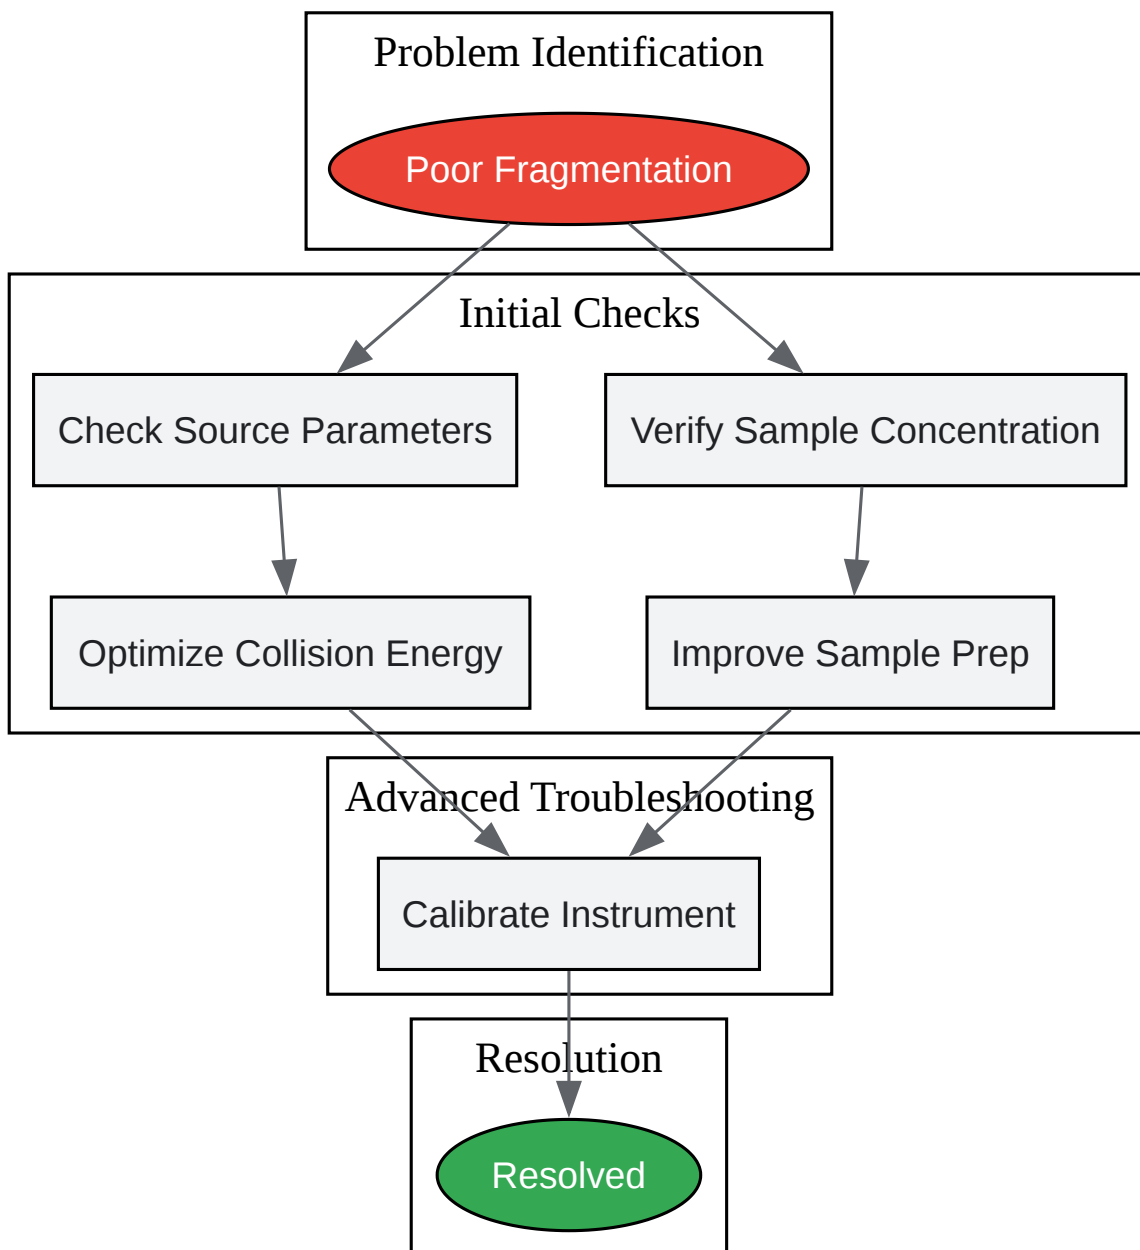 Problem Identification
Poor Fragmentation
Initial Checks
Check Source Parameters
Verify Sample Concentration
Optimize Collision Energy
Improve Sample Prep
Advanced Troubleshooting
Calibrate Instrument
Resolution
Resolved